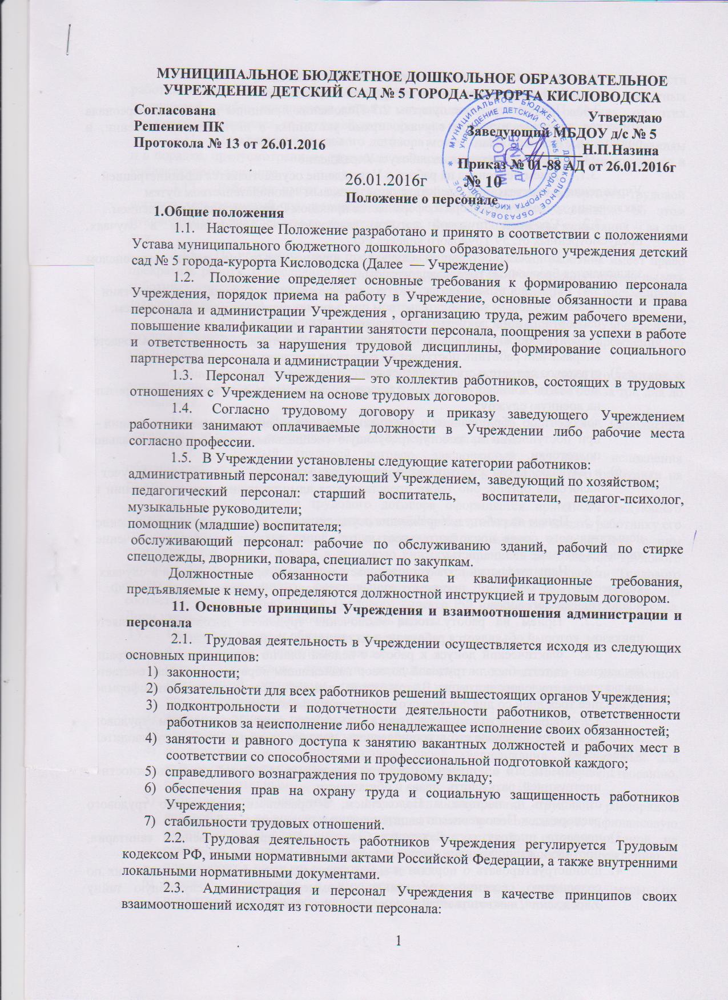 МУНИЦИПАЛЬНОЕ БЮДЖЕТНОЕ ДОШКОЛЬНОЕ ОБРАЗОВАТЕЛЬНОЕ
УЧРЕЖДЕНИЕ ДЕТСКИЙ САД № 5 ГОРОДА-КУРОРТА КИСЛОВОДСКА
Согласована
Решением ПК
Протокола № 13 от 26.01.2016
Утверждаю
Заведующий МБДОУ д/с № 5
Н.П.Назина
Приказ № 01-88 АД от 26.01.2016г
МУНИЦИПАЛЬНОЕ БЮДЖЕТНОЕ ДОШКОЛЬНОЕ ОБРАЗОВАТЕЛЬНОЕ
УЧРЕЖДЕНИЕ ДЕТСКИЙ САД №5 ГОРОДА-КУРОРТА КИСЛОВОДСКА
МБДОУ
Д/С №5
26.01.2016г № 10
Положение о персонале
1.Общие положения
1.1. Настоящее Положение разработано и принято в соответствии с положениями
Устава муниципального бюджетного дошкольного образовательного учреждения детский
сад № 5 города-курорта Кисловодска (Далее — Учреждение)
1.2. Положение определяет основные требования к формированию персонала
Учреждения, порядок приема на работу в Учреждение, основные обязанности и права
персонала и администрации Учреждения , организацию труда, режим рабочего времени,
повышение квалификации и гарантии занятости персонала, поощрения за успехи в работе
и ответственность за нарушения трудовой дисциплины, формирование социального
партнерства персонала и администрации Учреждения.
1.3. Персонал Учреждения— это коллектив работников, состоящих в трудовых
отношениях с Учреждением на основе трудовых договоров.
1.4. Согласно трудовому договору и приказу заведующего Учреждением
работники занимают оплачиваемые должности в Учреждении либо рабочие места
согласно профессии.
1.5. В Учреждении установлены следующие категории работников:
административный персонал: заведующий Учреждением, заведующий по хозяйством;
педагогический персонал: старший воспитатель, воспитатели, педагог-психолог,
музыкальные руководители;
помощник (младшие) воспитателя;
обслуживающий персонал: рабочие по обслуживанию зданий, рабочий по стирке
спецодежды, дворники, повара, специалист по закупкам.
Должностные обязанности работника и квалификационные требования,
предъявляемые к нему, определяются должностной инструкцией и трудовым договором.
11. Основные принципы Учреждения и взаимоотношения администрации и
персонала
2.1. Трудовая деятельность в Учреждении осуществляется исходя из следующих
основных принципов:
1) законности;
2) обязательности для всех работников решений вышестоящих органов Учреждения;
3) подконтрольности и подотчетности деятельности работников, ответственности
работников за неисполнение либо ненадлежащее исполнение своих обязанностей;
4) занятости и равного доступа к занятию вакантных должностей и рабочих мест в
соответствии со способностями и профессиональной подготовкой каждого;
5) справедливого вознаграждения по трудовому вкладу;
6) обеспечения прав на охрану труда и социальную защищенность работников
Учреждения;
7) стабильности трудовых отношений.
2.2. Трудовая деятельность работников Учреждения регулируется Трудовым
кодексом РФ, иными нормативными актами Российской Федерации, а также внутренними
локальными нормативными документами.
2.3. Администрация и персонал Учреждения в качестве принципов своих
взаимоотношений исходят из готовности персонала:
1